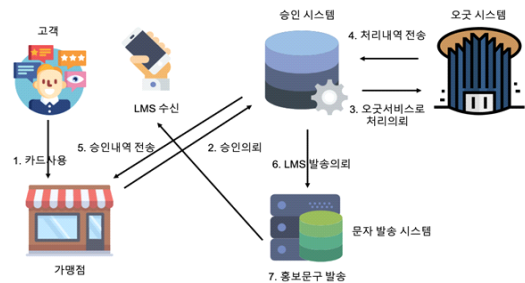 고객
승인 시스템
오굿 시스템
4. 처리내역 전송
LMS 수신
3. 오굿서비스로
처리의뢰
5. 승인내역 전송
2. 승인의뢰
1. 카드사용
6. LMS 발송의뢰
문자 발송 시스템
가맹점
7. 홍보문구 발송